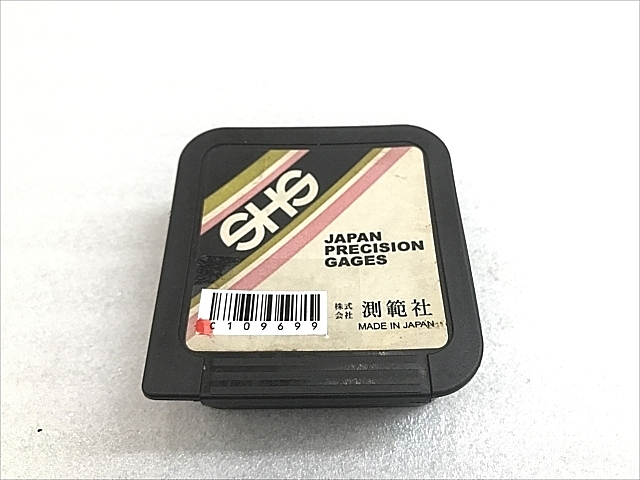 SHS
JAPAN
PRECISION
GAGES
株式会社 測範社
MADE IN JAPAN
C109699